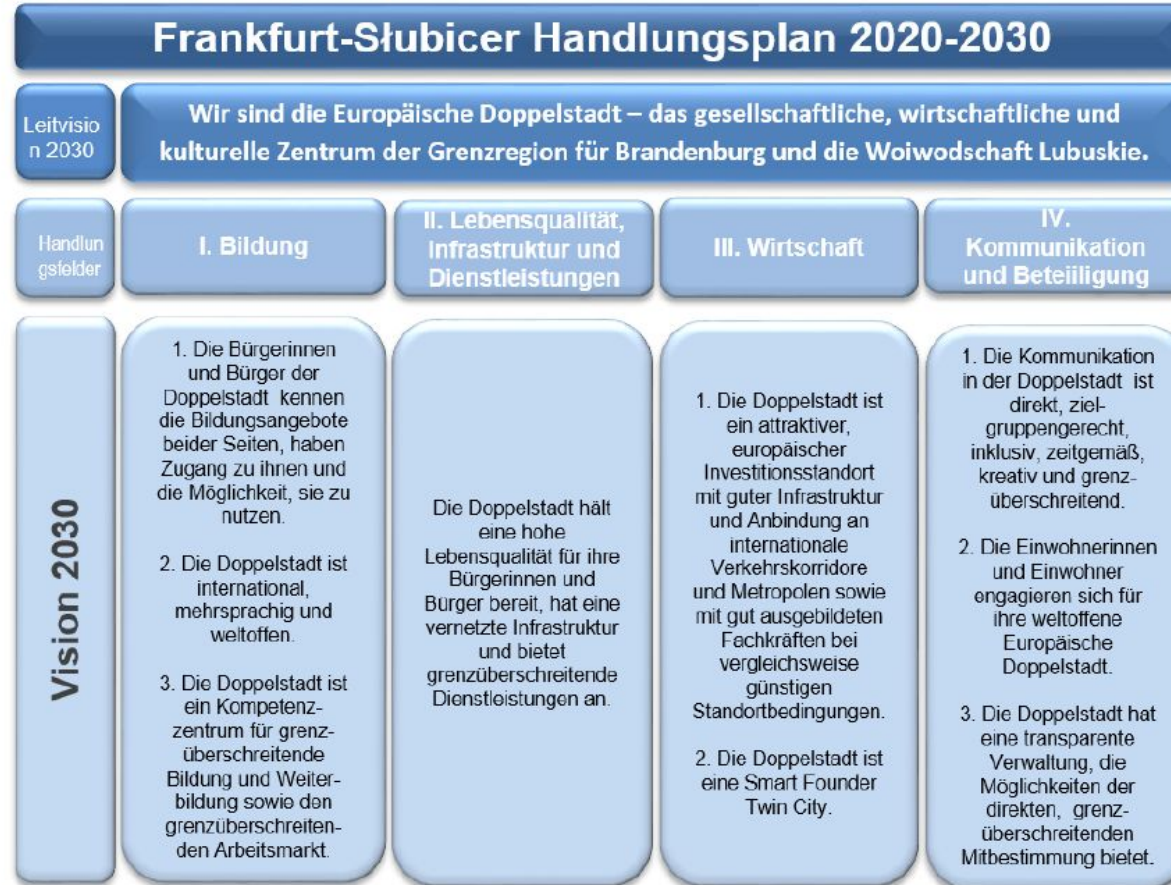 Frankfurt-Słubicer Handlungsplan 2020-2030
Leitvisio
n 2030
Wir sind die Europäische Doppelstadt – das gesellschaftliche, wirtschaftliche und
kulturelle Zentrum der Grenzregion für Brandenburg und die Woiwodschaft Lubuskie.
Handlun
gsfelder
I. Bildung
II. Lebensqualität,
Infrastruktur und
Dienstleistungen
III. Wirtschaft
IV.
Kommunikation
und Beteiiligung
Vision 2030
1. Die Bürgerinnen
und Bürger der
Doppelstadt kennen
die Bildungsangebote
beider Seiten, haben
Zugang zu ihnen und
die Möglichkeit, sie zu
nutzen.
2. Die Doppelstadt ist
international,
mehrsprachig und
weltoffen.
3. Die Doppelstadt ist
ein Kompetenz-
zentrum für grenz-
überschreitende
Bildung und Weiter-
bildung sowie den
grenzüberschreiten-
den Arbeitsmarkt.
Die Doppelstadt hält
eine hohe
Lebensqualität für ihre
Bürgerinnen und
Bürger bereit, hat eine
vernetzte Infrastruktur
und bietet
grenzüberschreitende
Dienstleistungen an.
1. Die Doppelstadt ist
ein attraktiver,
europäischer
Investitionsstandort
mit guter Infrastruktur
und Anbindung an
internationale
Verkehrskorridore
und Metropolen sowie
mit gut ausgebildeten
Fachkräften bei
vergleichsweise
günstigen
Standortbedingungen.
2. Die Doppelstadt ist
eine Smart Founder
Twin City.
1. Die Kommunikation
in der Doppelstadt ist
direkt, ziel-
gruppengerecht,
inklusiv, zeitgemäß,
kreativ und grenz-
überschreitend.
2. Die Einwohnerinnen
und Einwohner
engagieren sich für
ihre weltoffene
Europäische
Doppelstadt.
3. Die Doppelstadt hat
eine transparente
Verwaltung, die
Möglichkeiten der
direkten, grenz-
überschreitenden
Mitbestimmung bietet.